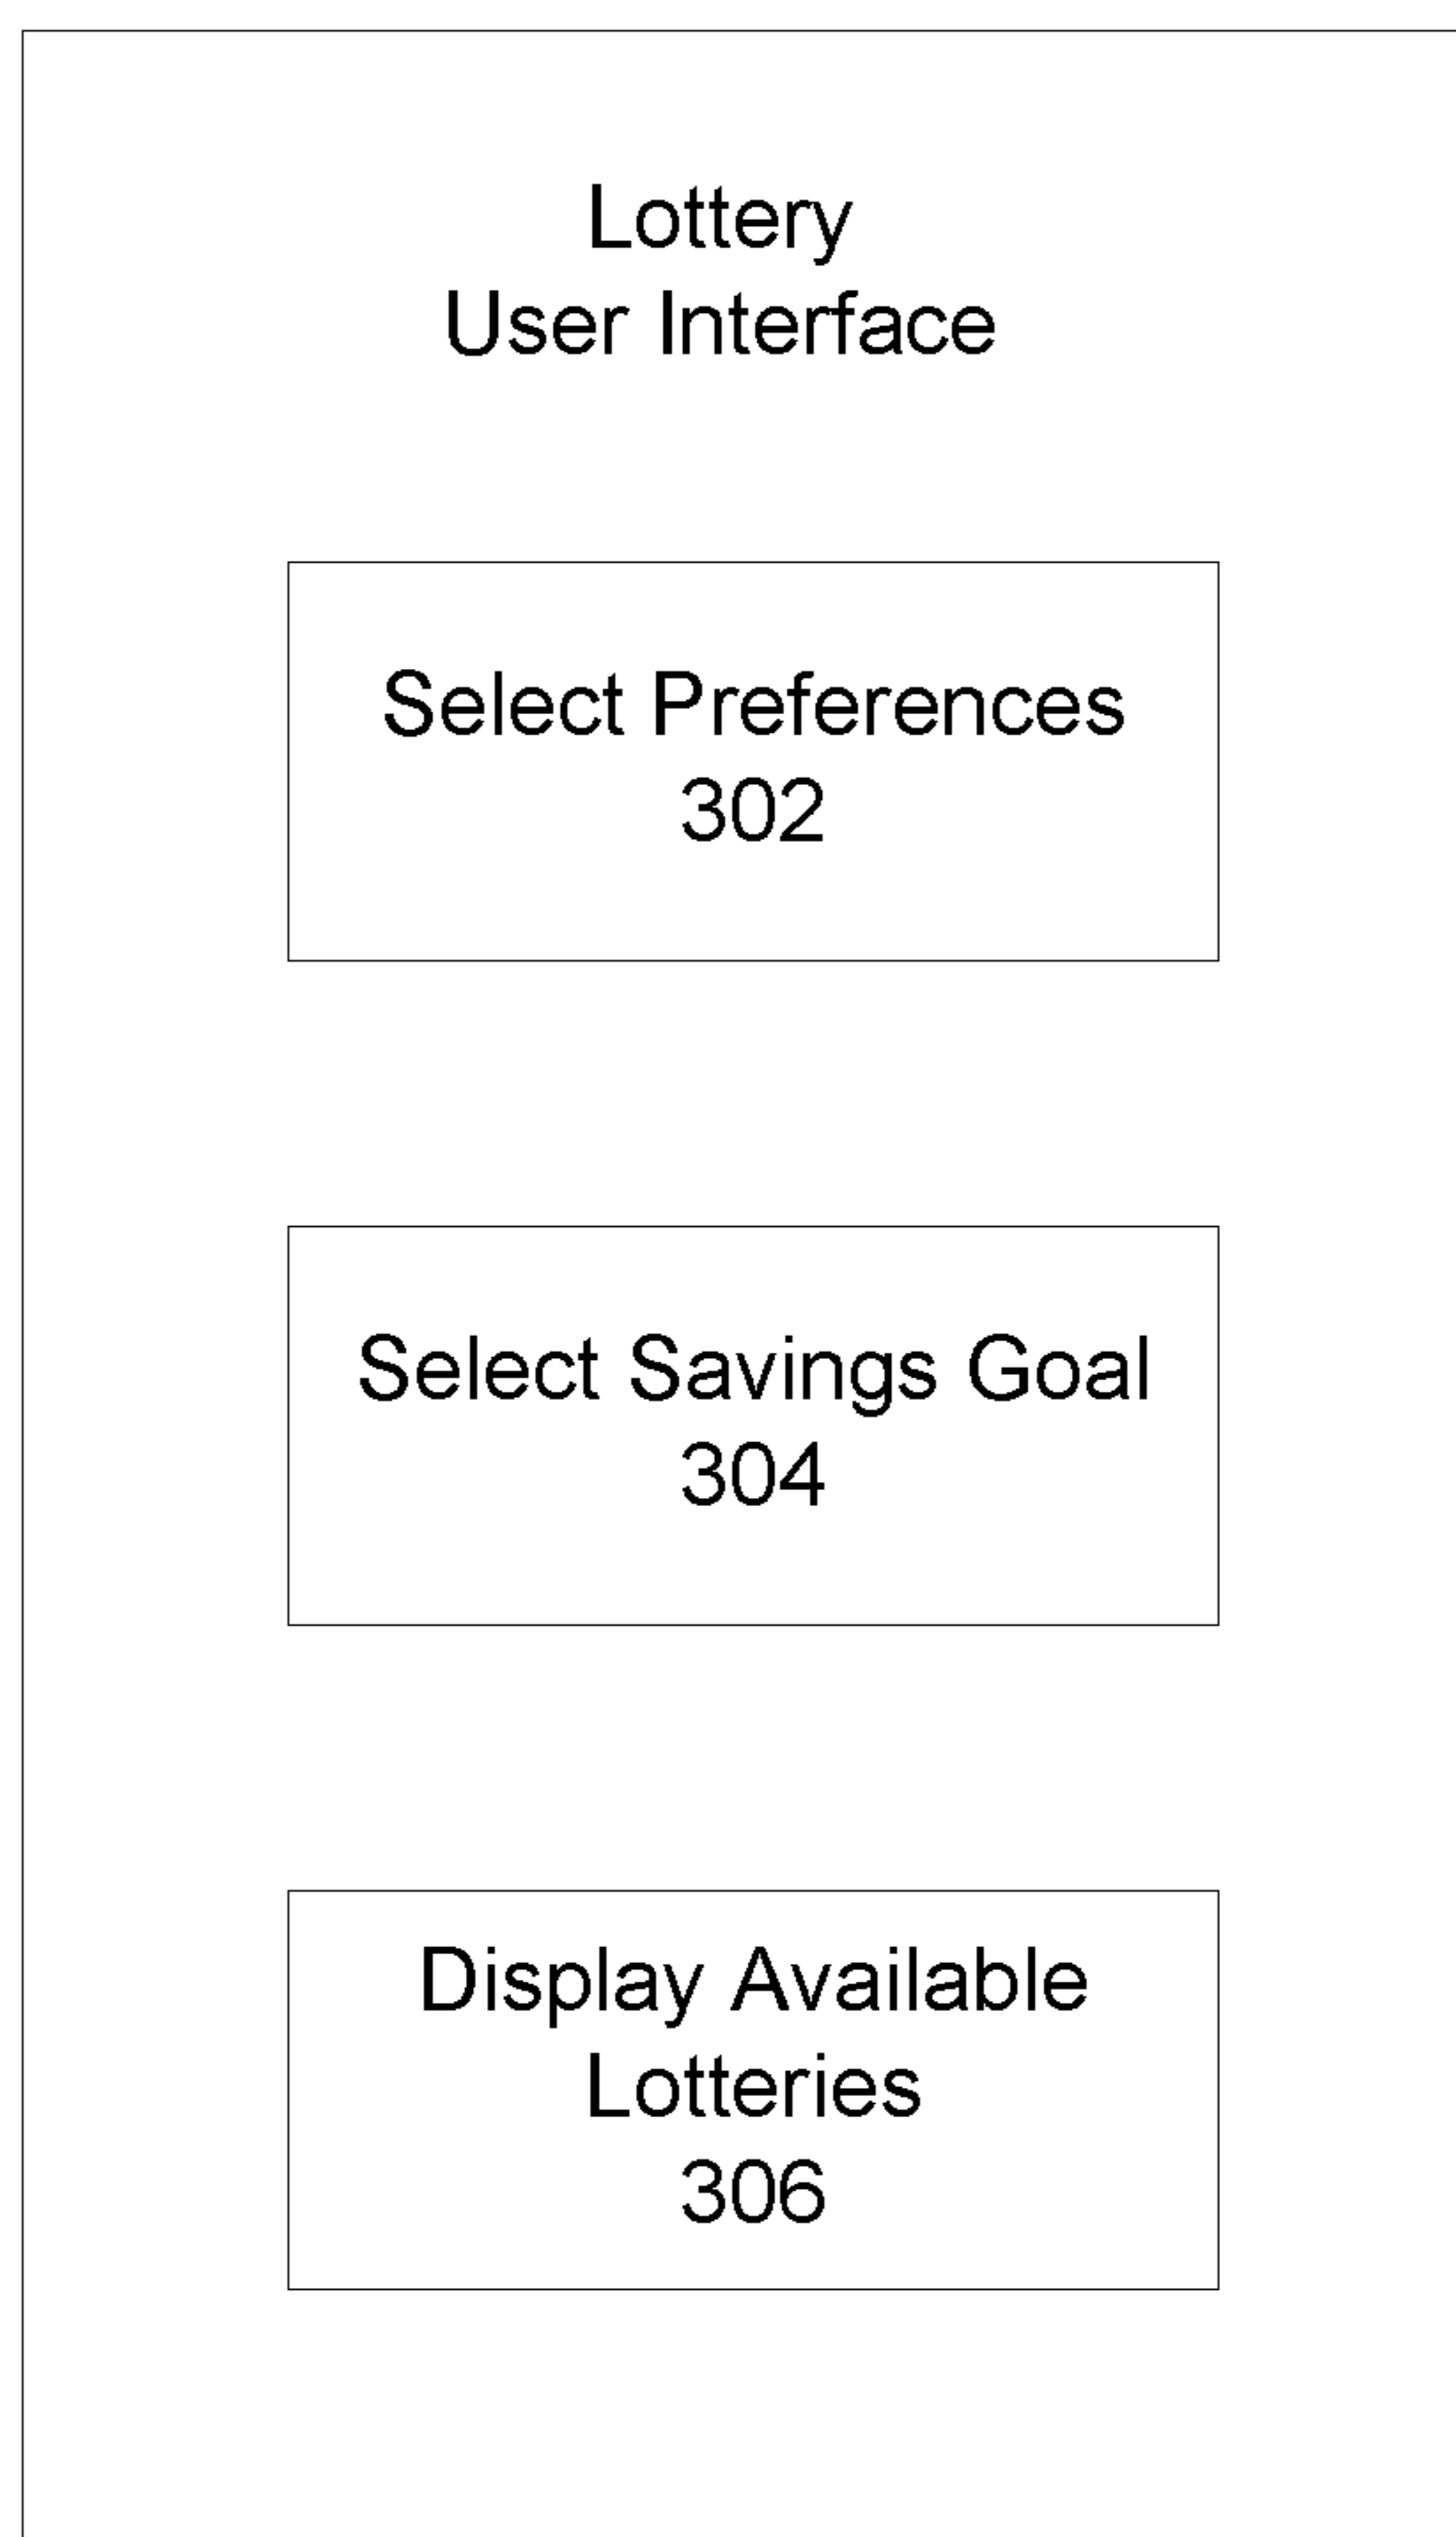 Lottery
User Interface
Select Preferences
302
Select Savings Goal
304
Display Available
Lotteries
306